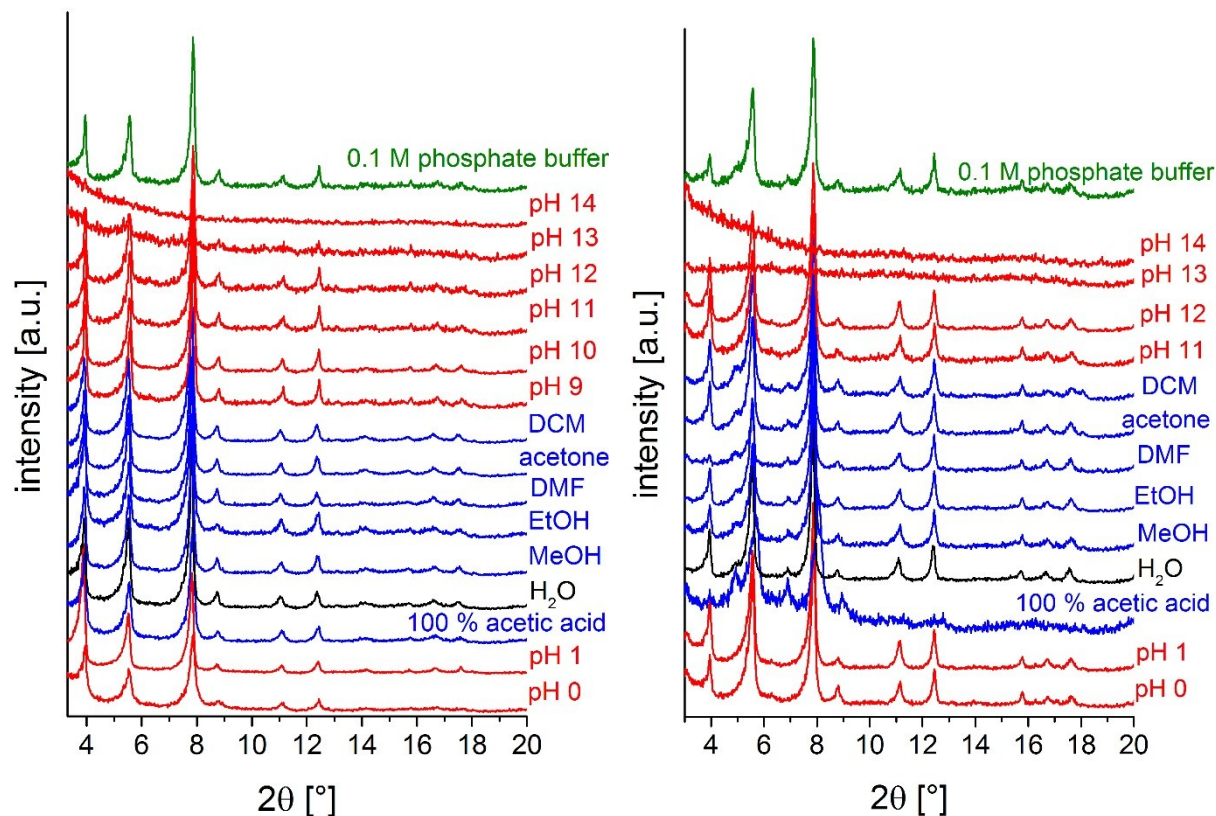 intensity [a.u.]
0.1 M phosphate buffer
pH 14
pH 13
pH 12
pH 11
pH 10
pH 9
DCM
acetone
DMF
EtOH
MeOH
H₂O
100 % acetic acid
pH 1
pH 0
4 6 8 10 12 14 16 18 20
2θ [°]
intensity [a.u.]
0.1 M phosphate buffer
pH 14
pH 13
pH 12
pH 11
DCM
acetone
DMF
EtOH
MeOH
H₂O
100 % acetic acid
pH 1
pH 0
4 6 8 10 12 14 16 18 20
2θ [°]